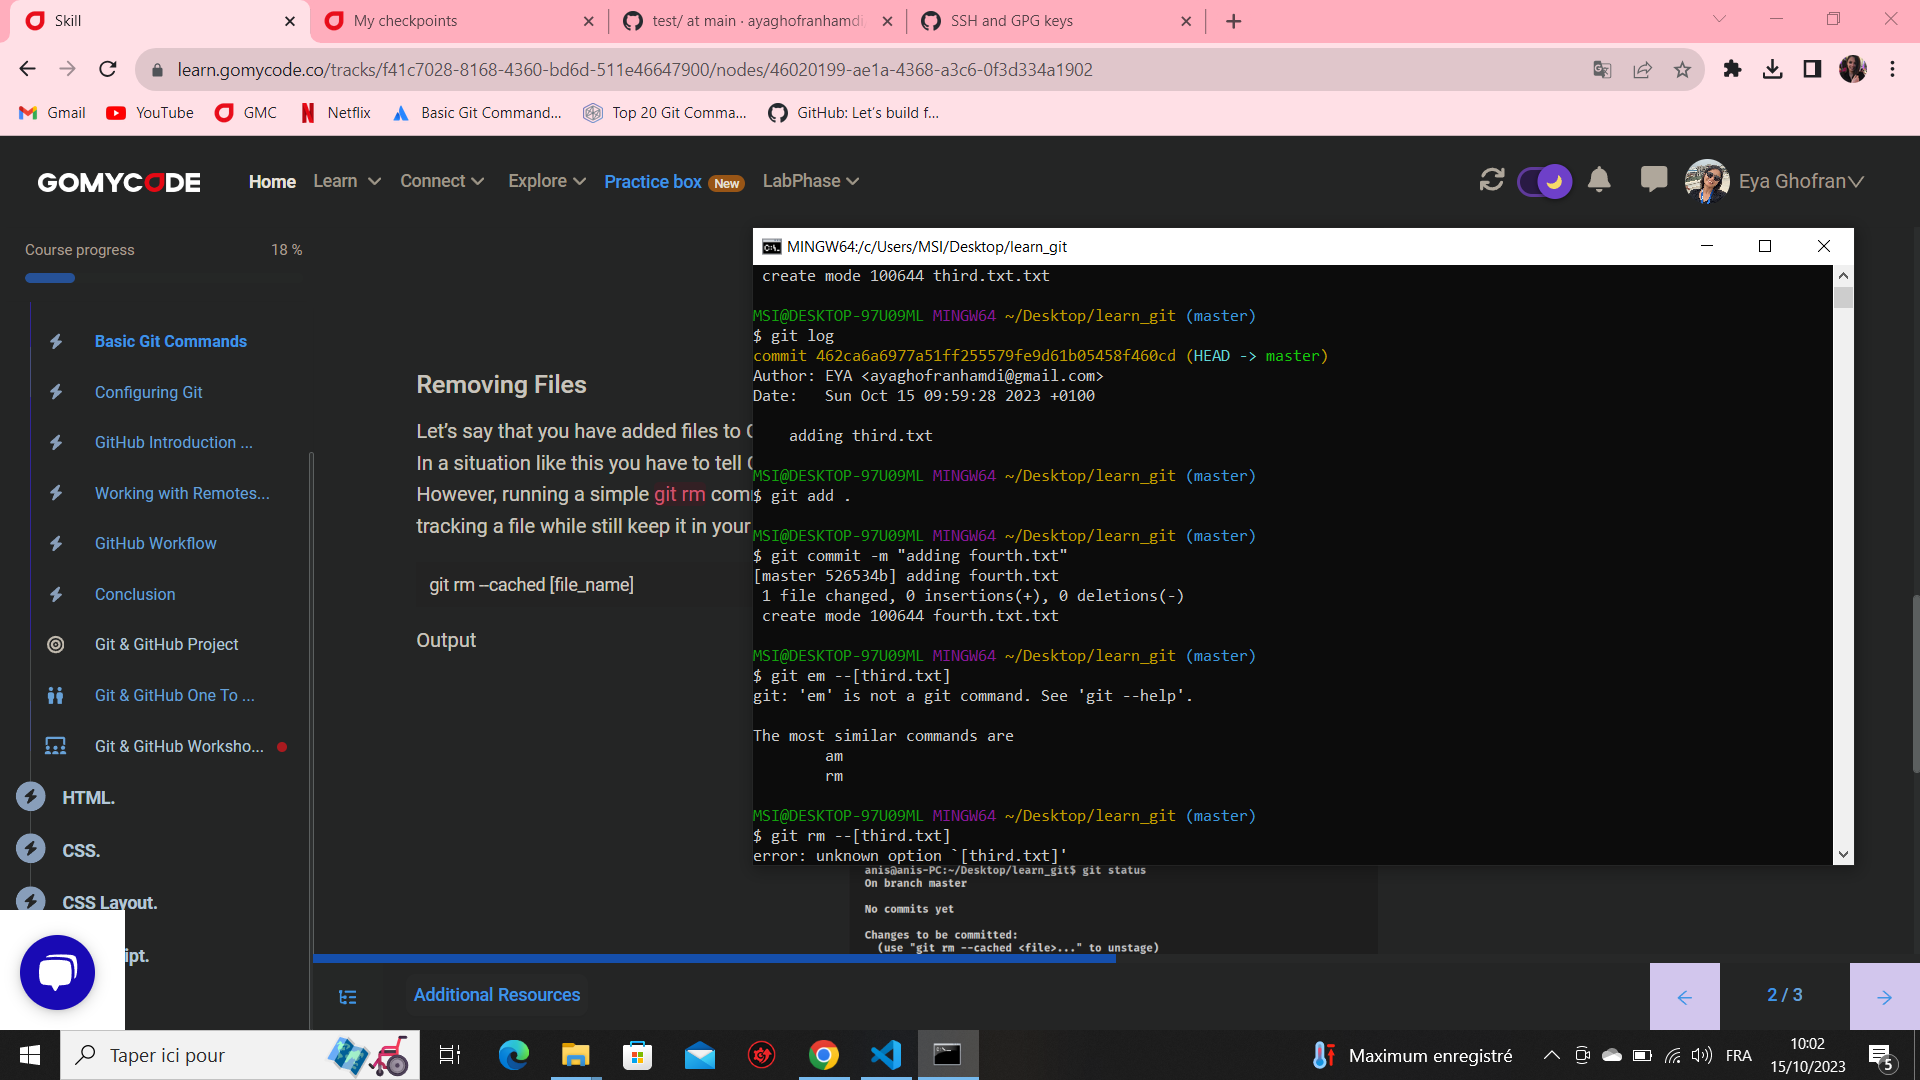 Skill
My checkpoints
test/ at main · ayaghofranhamdi
SSH and GPG keys
learn.gomycode.co/tracks/f41c7028-8168-4360-bd6d-511e46647900/nodes/46020199-ae1a-4368-a3c6-0f3d334a1902
Gmail
YouTube
GMC
Netflix
Basic Git Command...
Top 20 Git Comma...
GitHub: Let's build f...
GOMYCODE
Home
Learn
Connect
Explore
Practice box
New
LabPhase
Eya Ghofran
Course progress
18 %
Basic Git Commands
Configuring Git
GitHub Introduction ...
Working with Remotes...
GitHub Workflow
Conclusion
Git & GitHub Project
Git & GitHub One To ...
Git & GitHub Worksho...
HTML.
CSS.
CSS Layout.
ipt.
Removing Files
Let's say that you have added files to
In a situation like this you have to tell
However, running a simple git rm com
tracking a file while still keep it in your
git rm –cached [file_name]
Output
MINGW64:/c/Users/MSI/Desktop/learn_git
create mode 100644 third.txt.txt
MSI@DESKTOP-97U09ML MINGW64 ~/Desktop/learn_git (master)
$ git log
commit 462ca6a6977a51ff255579fe9d61b05458f460cd (HEAD -> master)
Author: EYA <ayaghofranhamdi@gmail.com>
Date:   Sun Oct 15 09:59:28 2023 +0100
adding third.txt
MSI@DESKTOP-97U09ML MINGW64 ~/Desktop/learn_git (master)
$ git add .
MSI@DESKTOP-97U09ML MINGW64 ~/Desktop/learn_git (master)
$ git commit -m "adding fourth.txt"
[master 526534b] adding fourth.txt
1 file changed, 0 insertions(+), 0 deletions(-)
create mode 100644 fourth.txt.txt
MSI@DESKTOP-97U09ML MINGW64 ~/Desktop/learn_git (master)
$ git em --[third.txt]
git: 'em' is not a git command. See 'git --help'.
The most similar commands are
am
rm
MSI@DESKTOP-97U09ML MINGW64 ~/Desktop/learn_git (master)
$ git rm --[third.txt]
error: unknown option `[third.txt]'
anis@anis-PC:~/Desktop/learn_git$ git status
On branch master
No commits yet
Changes to be committed:
(use "git rm --cached <file>..." to unstage)
Additional Resources
2 / 3
Taper ici pour
Maximum enregistré
FRA
10:02
15/10/2023
5